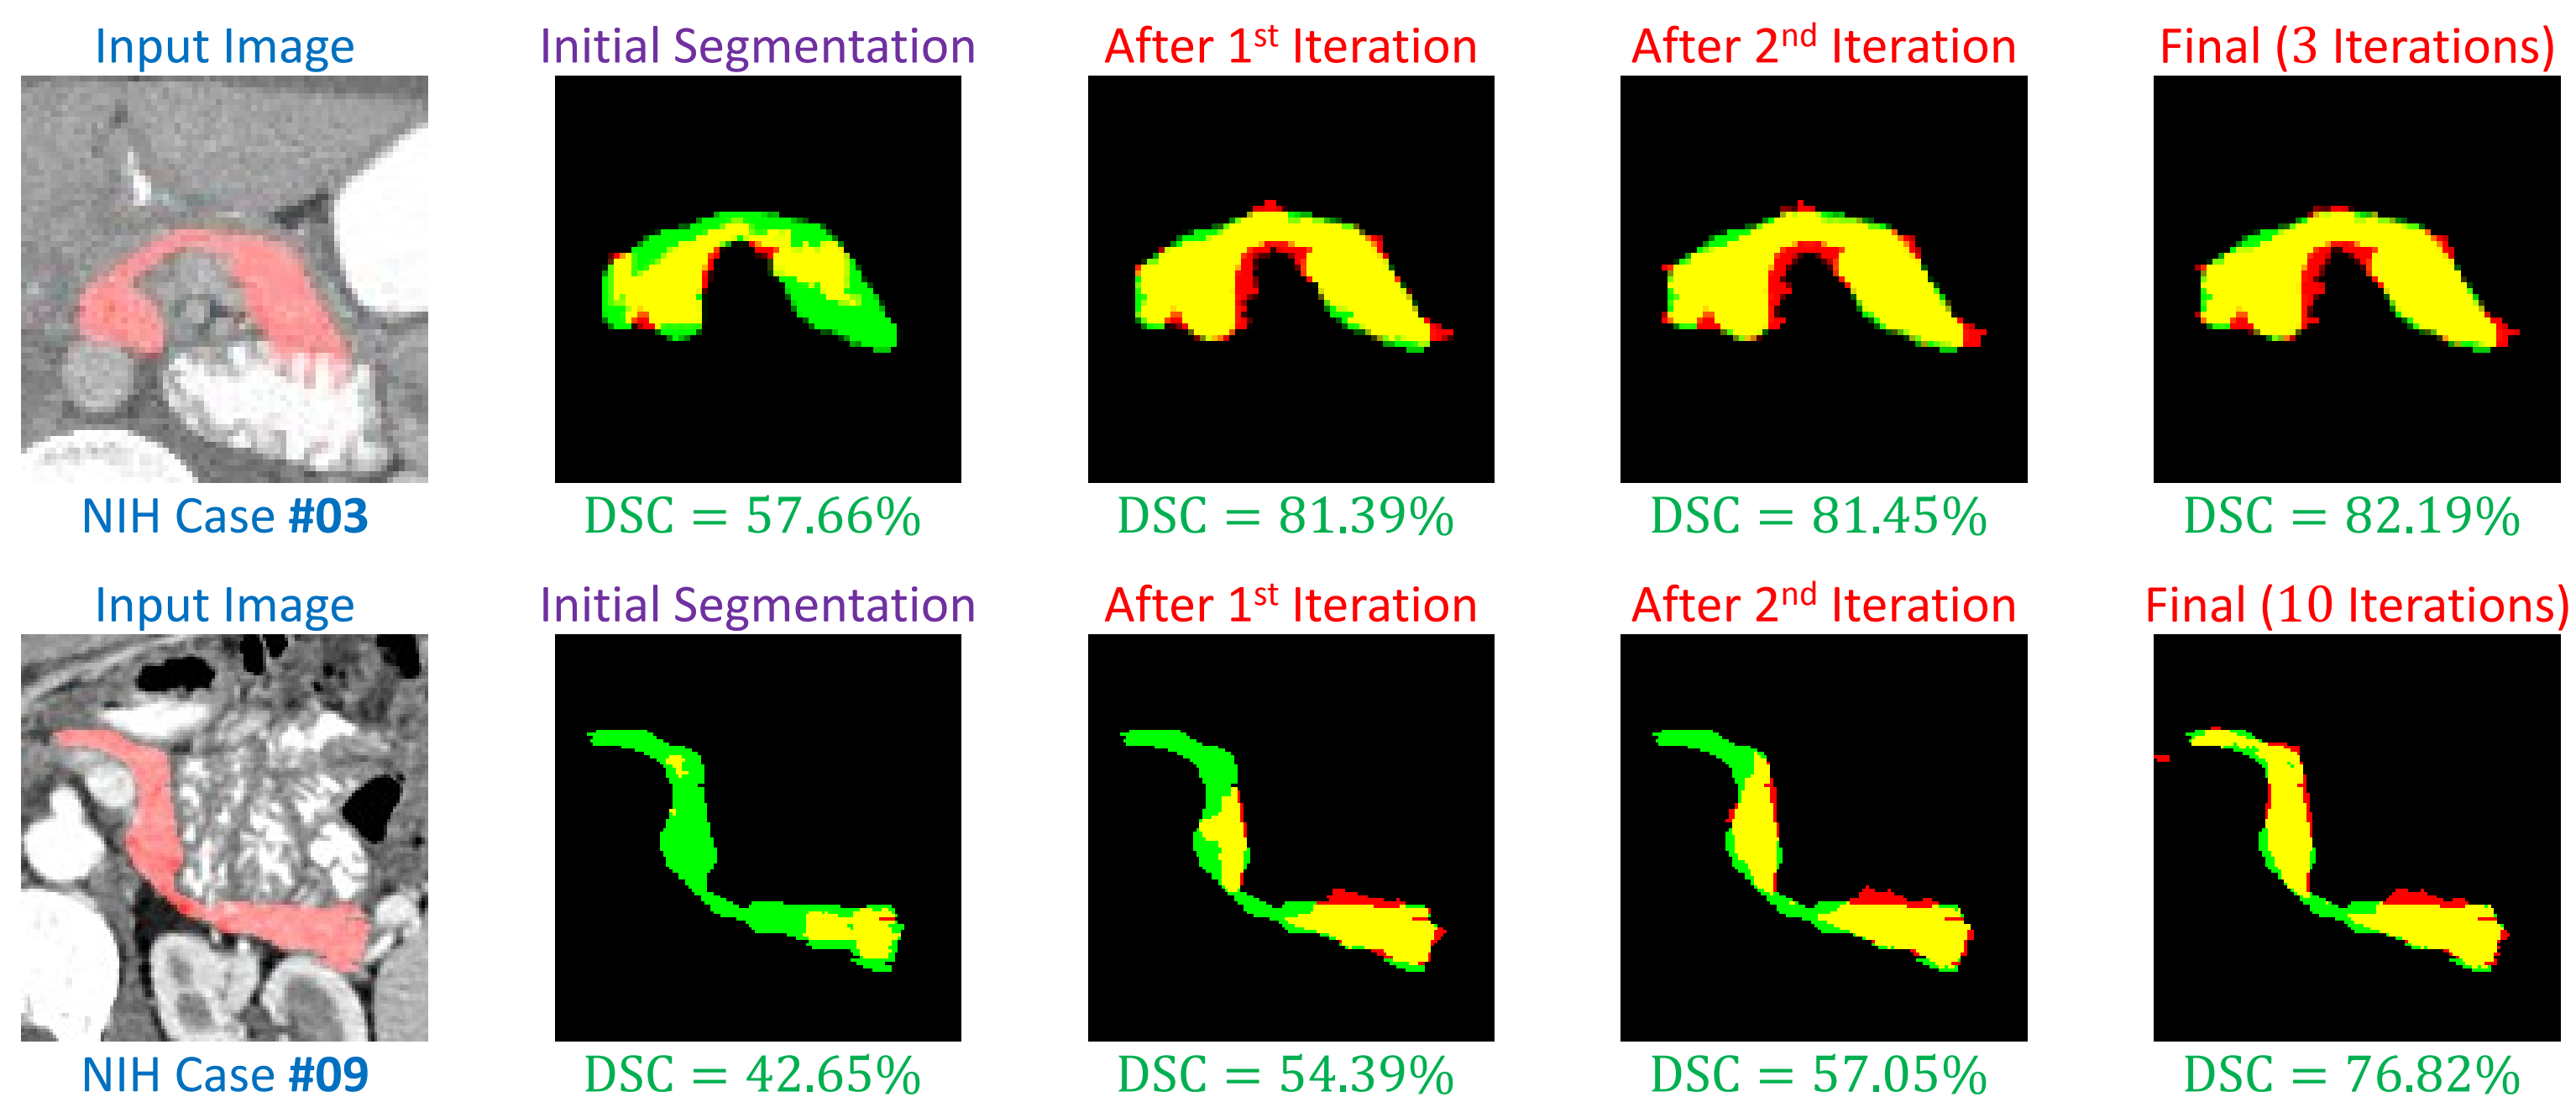 Input Image
Initial Segmentation
After 1st Iteration
After 2nd Iteration
Final (3 Iterations)
NIH Case #03
DSC = 57.66%
DSC = 81.39%
DSC = 81.45%
DSC = 82.19%
Input Image
Initial Segmentation
After 1st Iteration
After 2nd Iteration
Final (10 Iterations)
NIH Case #09
DSC = 42.65%
DSC = 54.39%
DSC = 57.05%
DSC = 76.82%